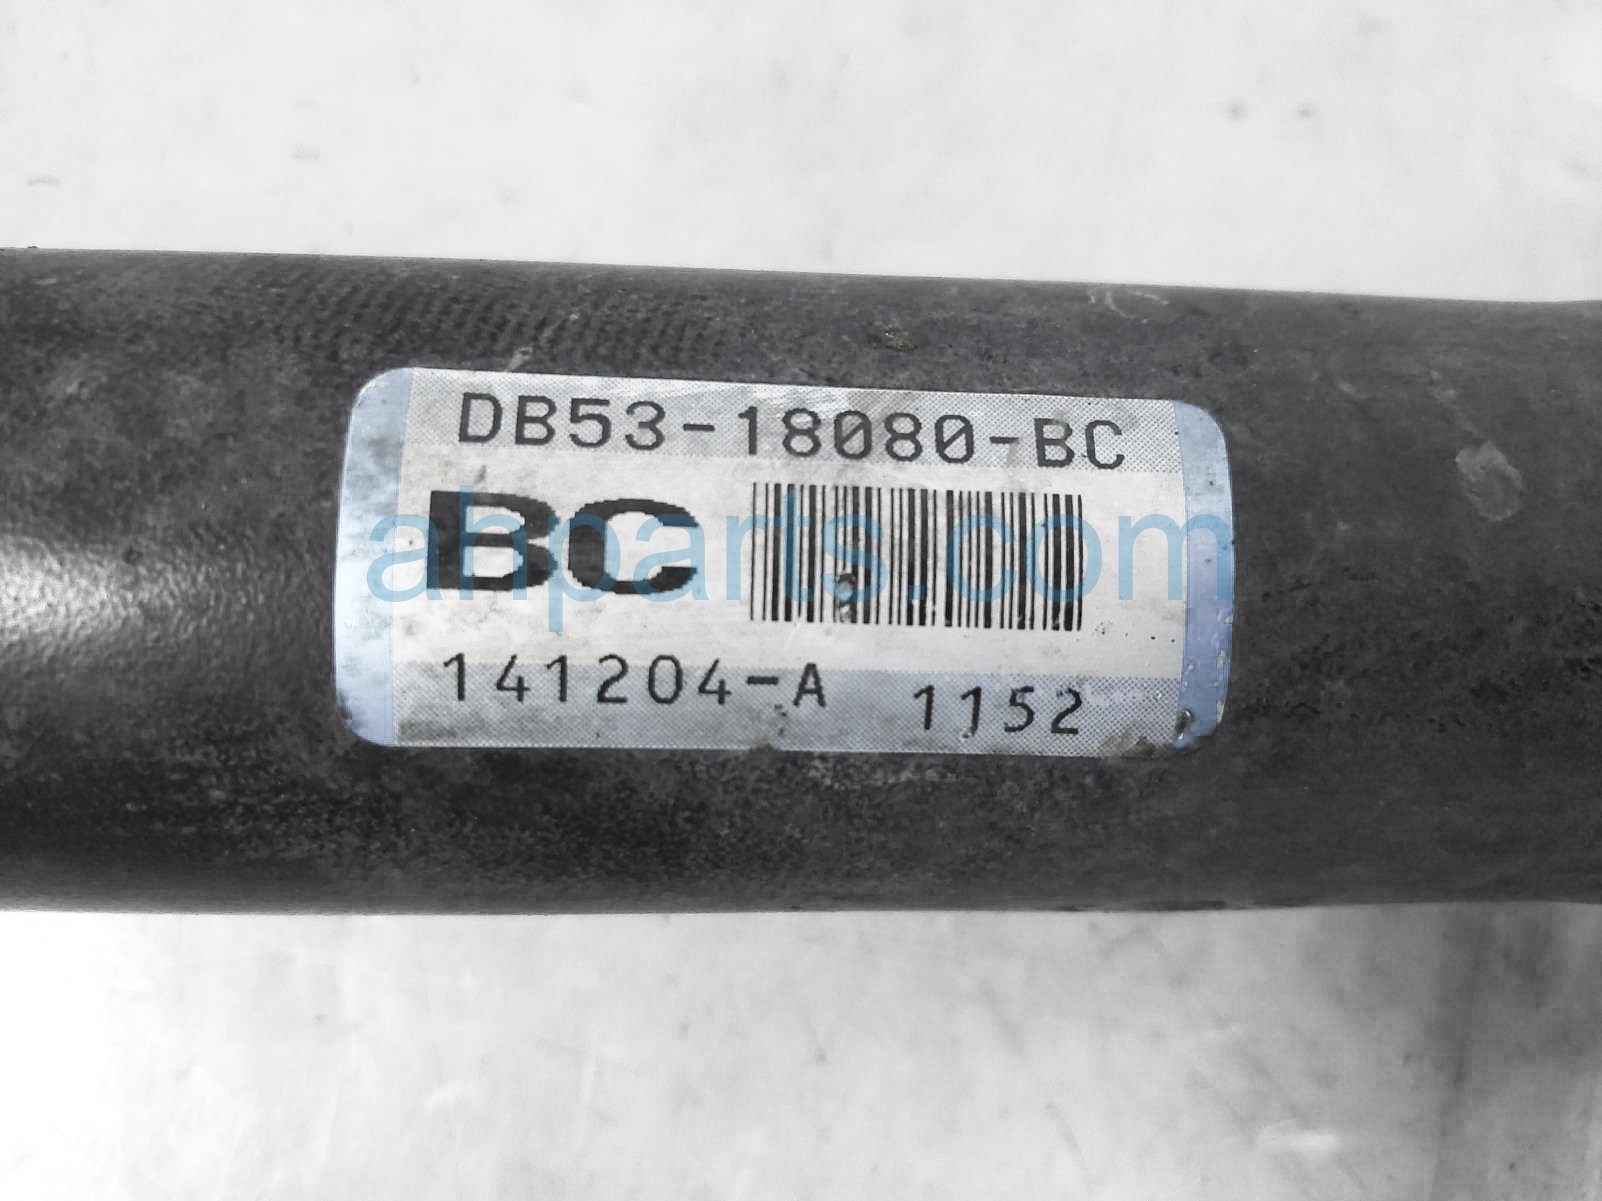 DB53-18080-BC
BC
ahparts.com
141204-A 1152